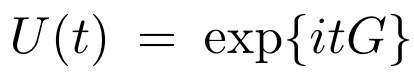 U(t) = exp{itG}